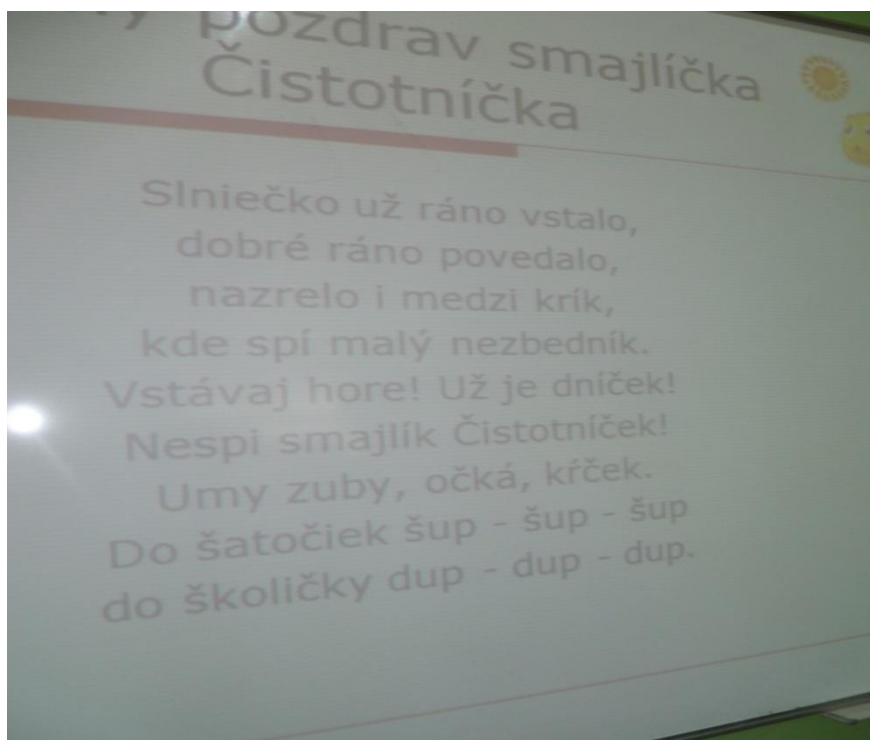 pozdrav smajlíčka
Čistotníčka
Slniečko už ráno vstalo,
dobré ráno povedalo,
nazrelo i medzi krík,
kde spí malý nezbedník.
Vstávaj hore! Už je dníček!
Nespi smajlík Čistotníček!
Umy zuby, očká, kŕček.
Do šatočiek šup - šup - šup
do školičky dup - dup - dup.